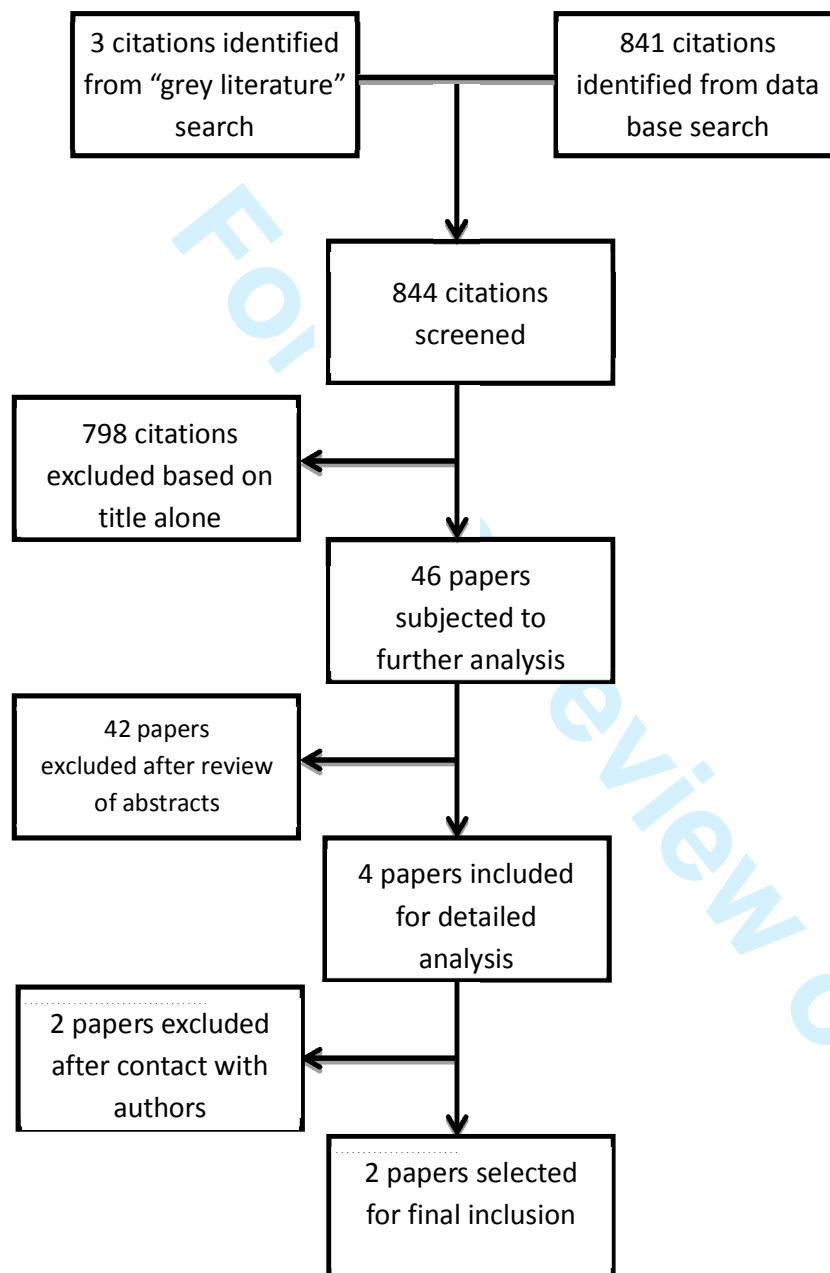 3 citations identified
from “grey literature”
search
841 citations
identified from data
base search
844 citations
screened
798 citations
excluded based on
title alone
46 papers
subjected to
further analysis
42 papers
excluded after review
of abstracts
4 papers included
for detailed
analysis
2 papers excluded
after contact with
authors
2 papers selected
for final inclusion
For
eview o